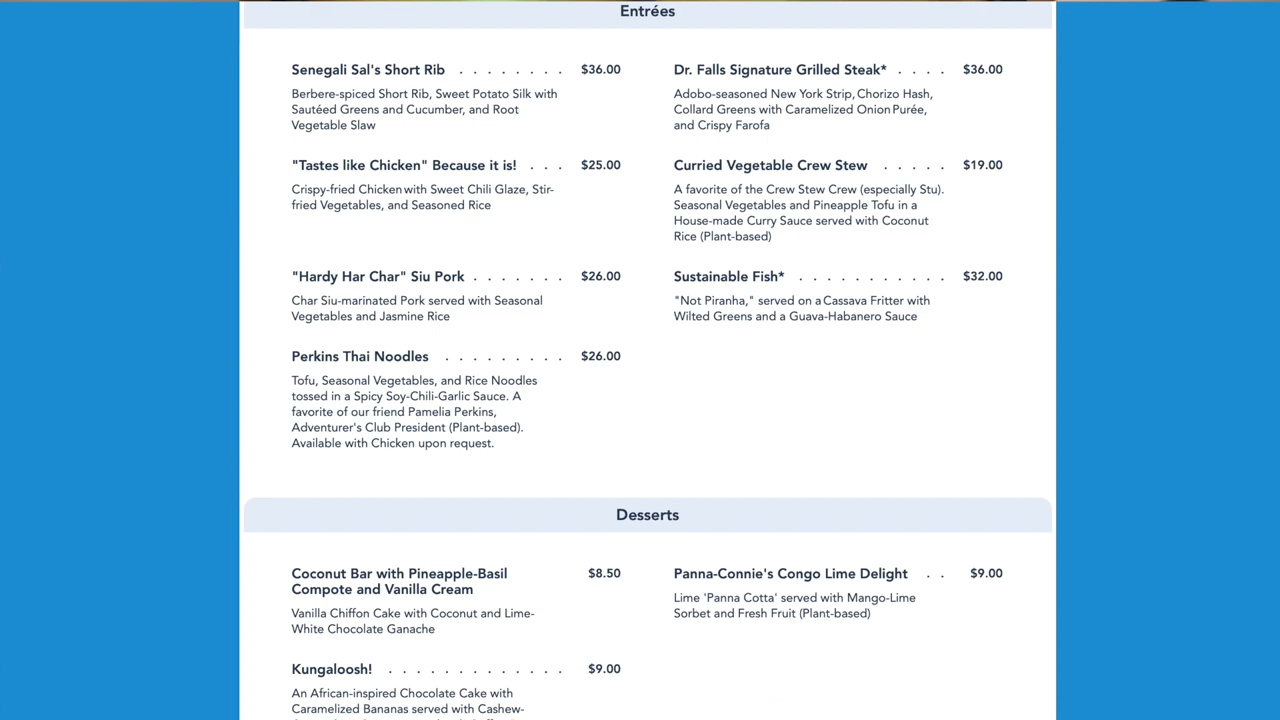 Entrées
Senegali Sal's Short Rib . . . . . . . . $36.00
Berbere-spiced Short Rib, Sweet Potato Silk with
Sautéed Greens and Cucumber, and Root
Vegetable Slaw
Dr. Falls Signature Grilled Steak* . . . . $36.00
Adobo-seasoned New York Strip, Chorizo Hash,
Collard Greens with Caramelized Onion Purée,
and Crispy Farofa
"Tastes like Chicken" Because it is! . . . $25.00
Crispy-fried Chicken with Sweet Chili Glaze, Stir-
fried Vegetables, and Seasoned Rice
Curried Vegetable Crew Stew . . . . . $19.00
A favorite of the Crew Stew Crew (especially Stu).
Seasonal Vegetables and Pineapple Tofu in a
House-made Curry Sauce served with Coconut
Rice (Plant-based)
"Hardy Har Char" Siu Pork . . . . . . . $26.00
Char Siu-marinated Pork served with Seasonal
Vegetables and Jasmine Rice
Sustainable Fish* . . . . . . . . . . . $32.00
"Not Piranha," served on a Cassava Fritter with
Wilted Greens and a Guava-Habanero Sauce
Perkins Thai Noodles . . . . . . . . . $26.00
Tofu, Seasonal Vegetables, and Rice Noodles
tossed in a Spicy Soy-Chili-Garlic Sauce. A
favorite of our friend Pamelia Perkins,
Adventurer's Club President (Plant-based).
Available with Chicken upon request.
Desserts
Coconut Bar with Pineapple-Basil $8.50
Compote and Vanilla Cream
Vanilla Chiffon Cake with Coconut and Lime-
White Chocolate Ganache
Panna-Connie's Congo Lime Delight . . $9.00
Lime 'Panna Cotta' served with Mango-Lime
Sorbet and Fresh Fruit (Plant-based)
Kungaloosh! . . . . . . . . . . . . $9.00
An African-inspired Chocolate Cake with
Caramelized Bananas served with Cashew-